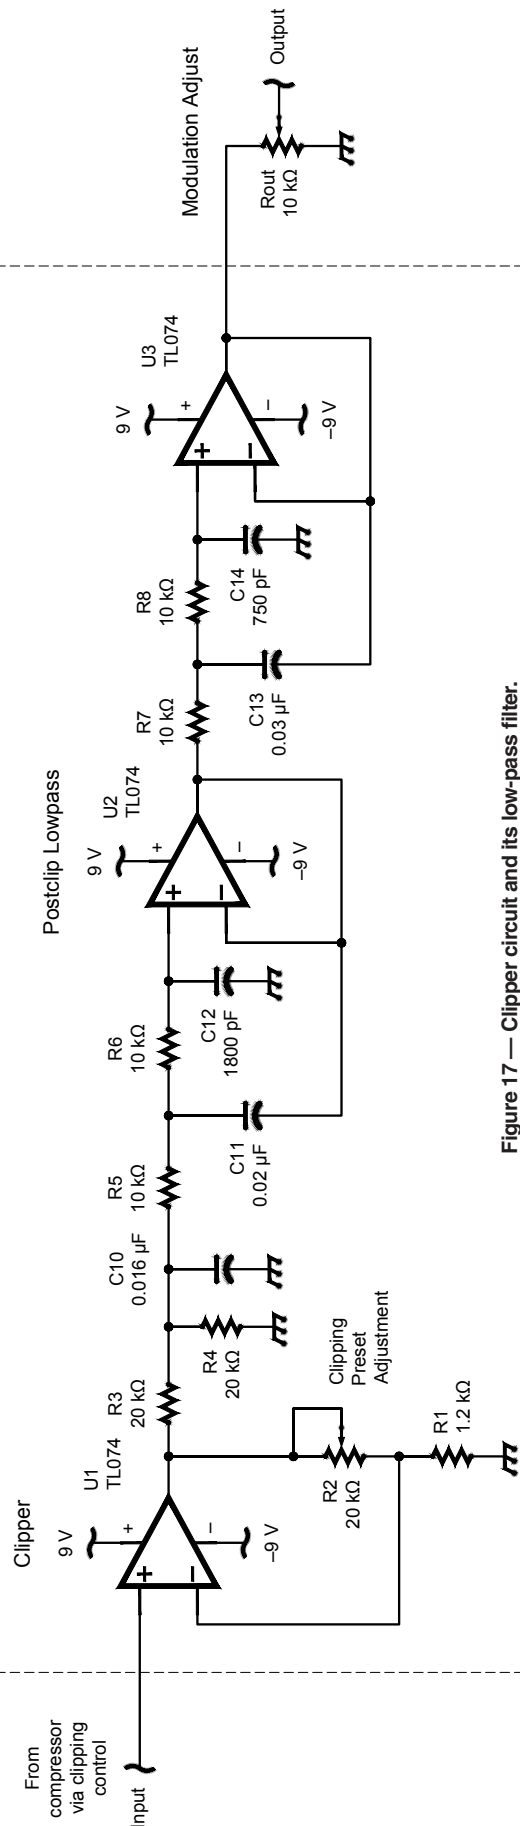 From
compressor
via clipping
control
Input
Clipper
9 V
+
U1
TL074
+
−
−
−9 V
R3
20 kΩ
R4
20 kΩ
C10
0.016 µF
R2
20 kΩ
Clipping
Preset
Adjustment
R1
1.2 kΩ
R5
10 kΩ
C11
0.02 µF
R6
10 kΩ
C12
1800 pF
Postclip Lowpass
9 V
+
U2
TL074
+
−
−
−9 V
R7
10 kΩ
C13
0.03 µF
R8
10 kΩ
C14
750 pF
9 V
+
U3
TL074
+
−
−
−9 V
Modulation Adjust
Rout
10 kΩ
Output
Figure 17 — Clipper circuit and its low-pass filter.